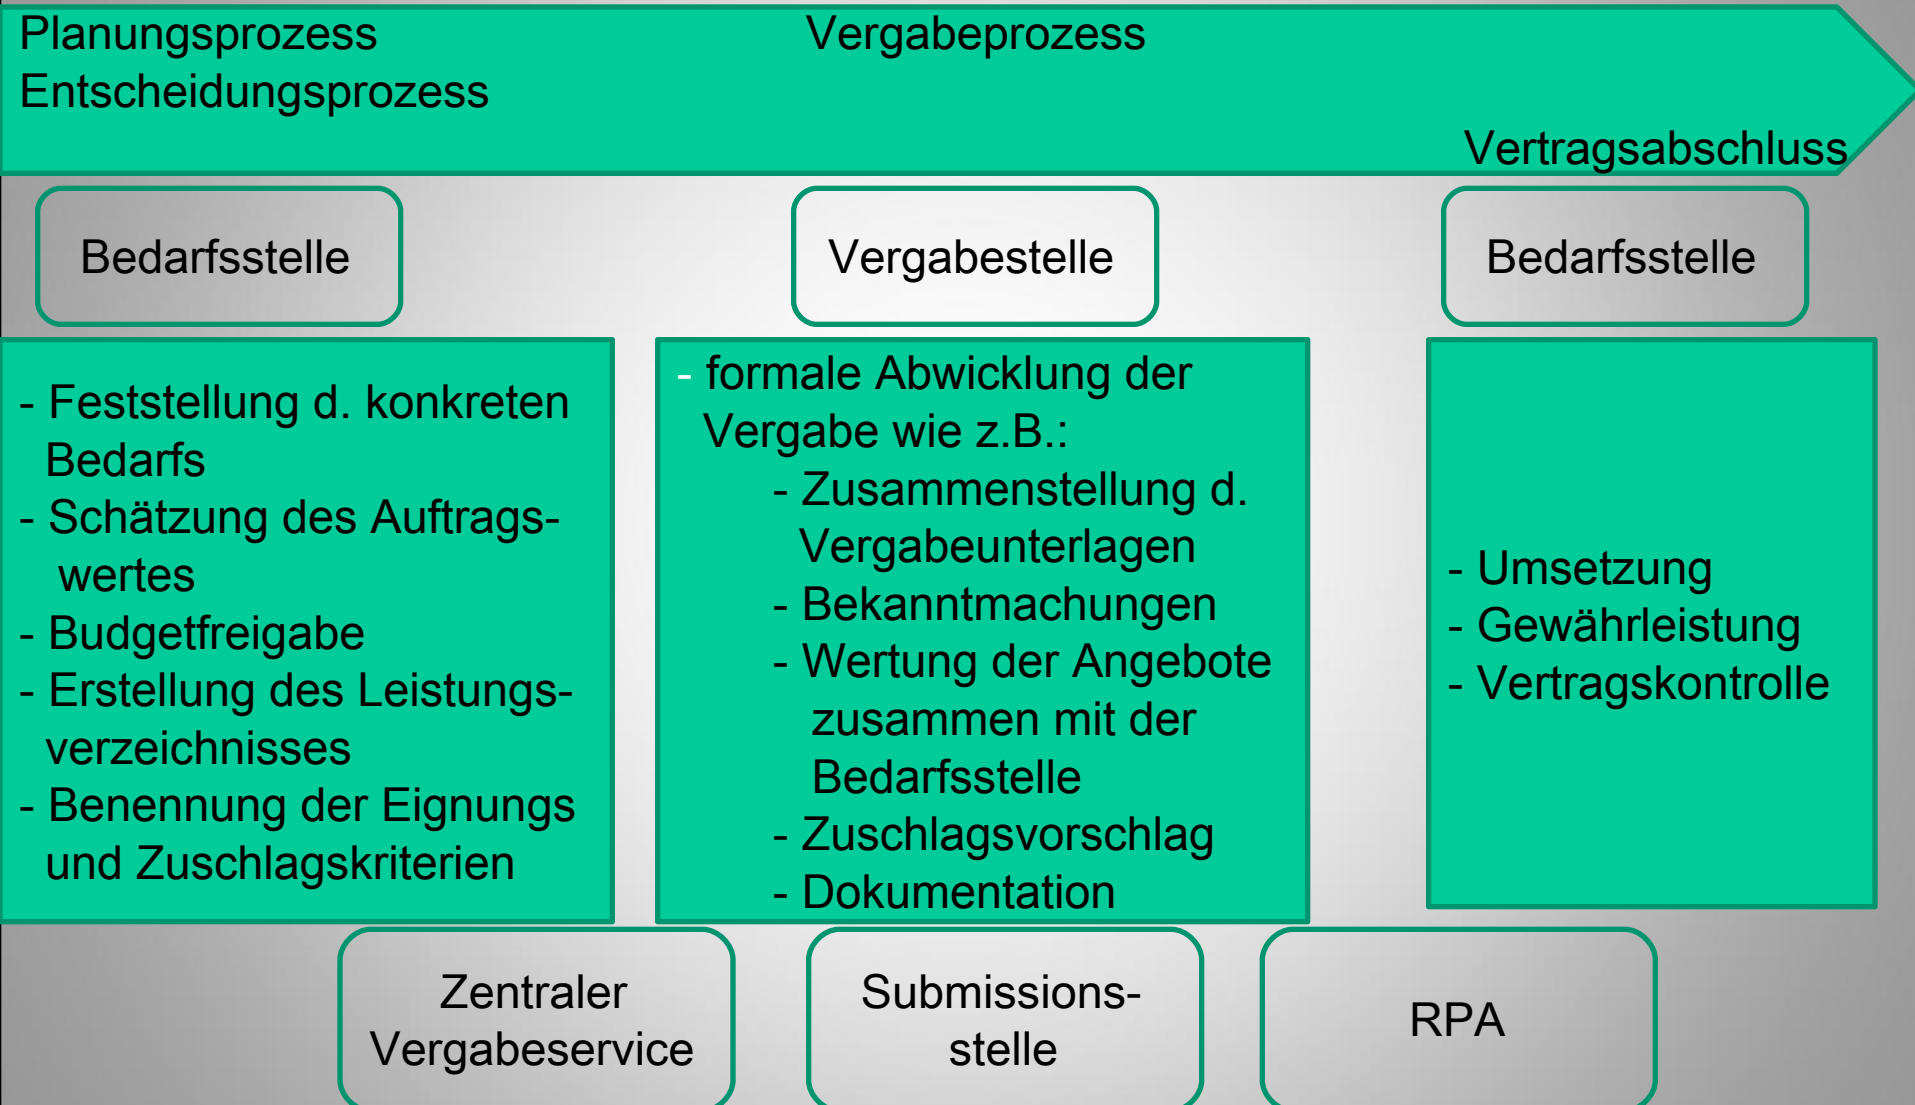 Planungsprozess
Vergabeprozess
Entscheidungsprozess
Vertragsabschluss
Bedarfsstelle
Vergabestelle
Bedarfsstelle
- Feststellung d. konkreten
Bedarfs
- Schätzung des Auftrags-
wertes
- Budgetfreigabe
- Erstellung des Leistungs-
verzeichnisses
- Benennung der Eignungs
und Zuschlagskriterien
- formale Abwicklung der
Vergabe wie z.B.:
- Zusammenstellung d.
Vergabeunterlagen
- Bekanntmachungen
- Wertung der Angebote
zusammen mit der
Bedarfsstelle
- Zuschlagsvorschlag
- Dokumentation
- Umsetzung
- Gewährleistung
- Vertragskontrolle
Zentraler
Vergabeservice
Submissions-
stelle
RPA